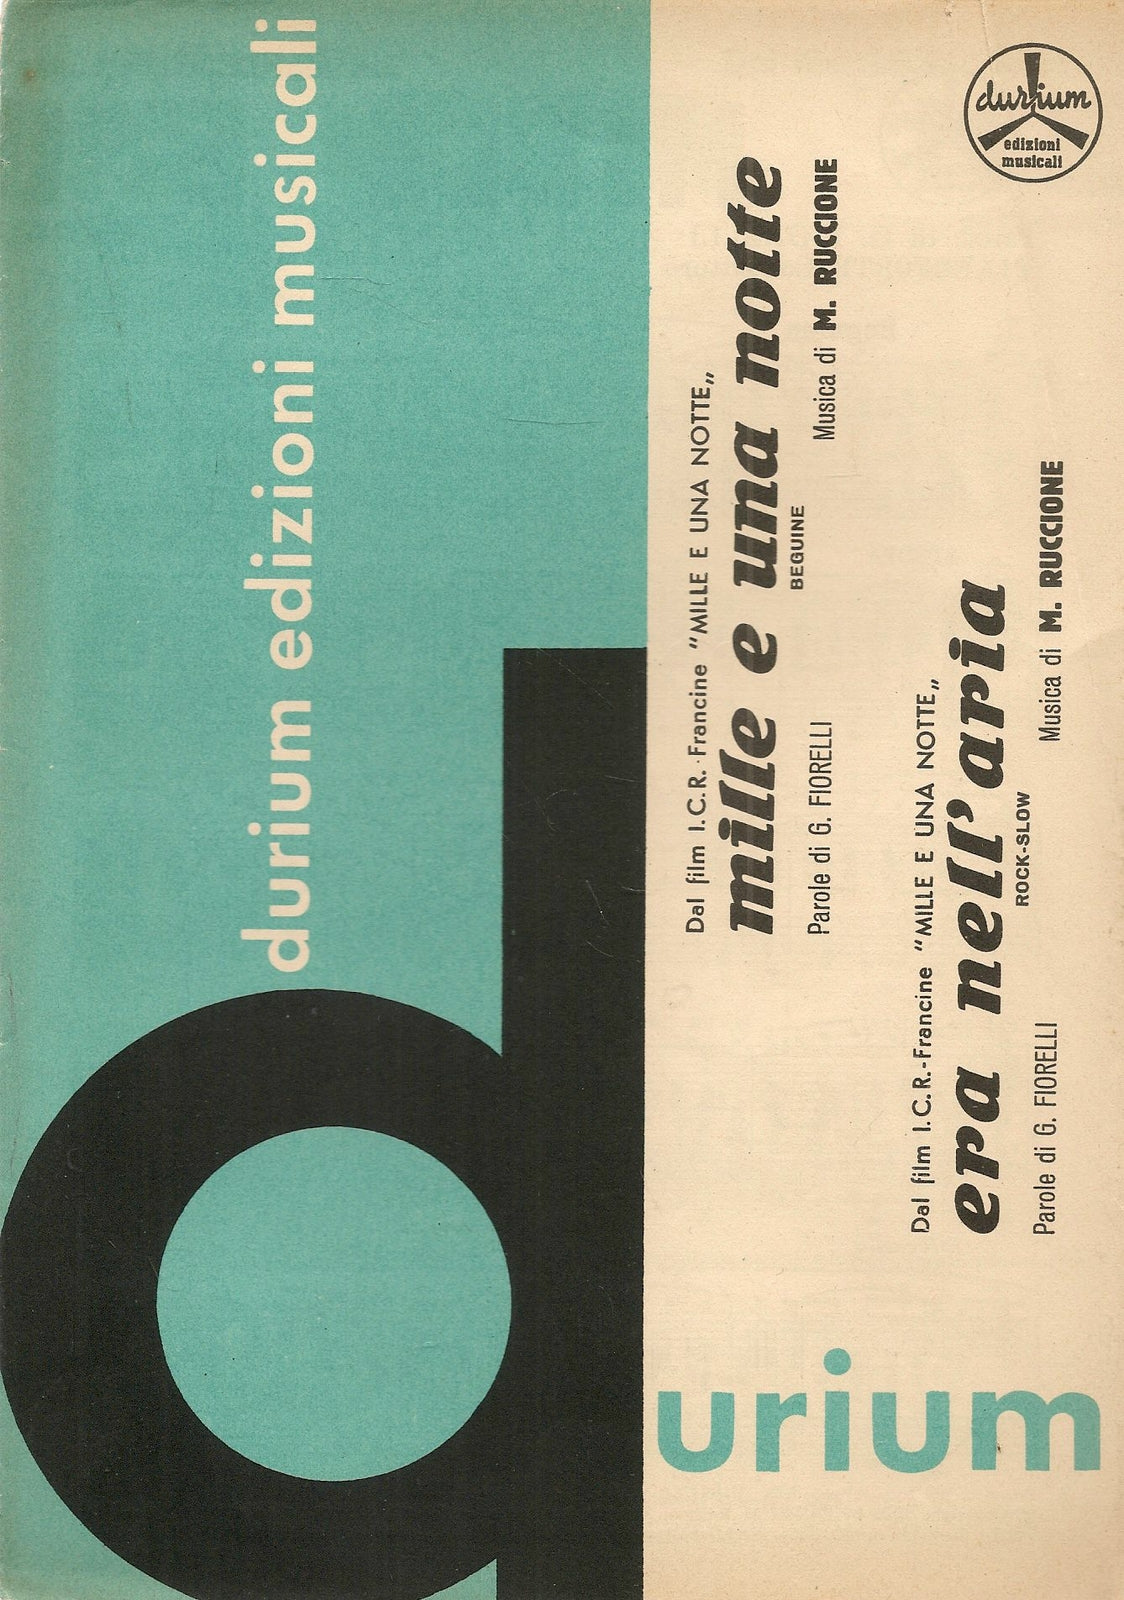 durium
edizioni
musicali
durium edizioni musicali
Dal film I.C.R.-Francine "MILLE E UNA NOTTE„
mille e una notte
BEGUINE
Parole di G. FIORELLI Musica di M. RUCCIONE
Dal film I.C.R.-Francine "MILLE E UNA NOTTE„
era nell'aria
ROCK-SLOW
Parole di G. FIORELLI Musica di M. RUCCIONE
durium